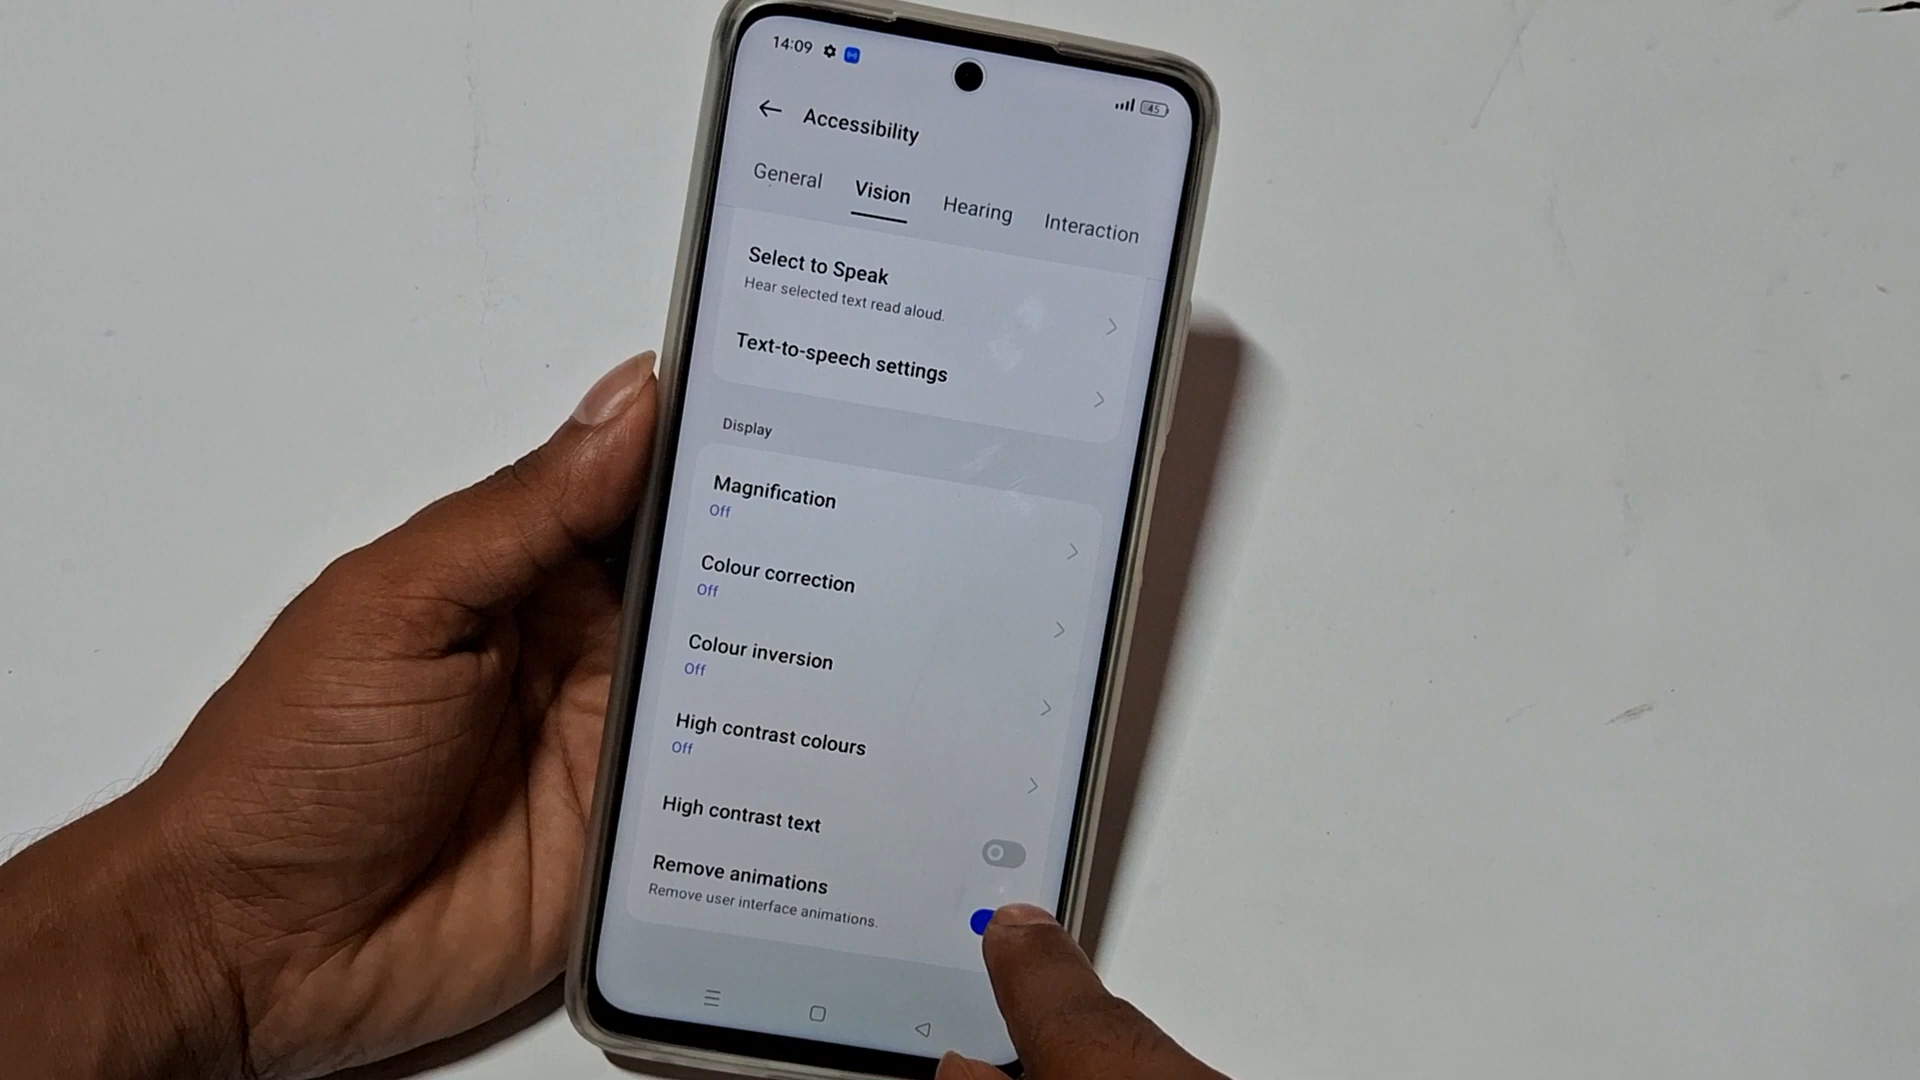 14:09
45
Accessibility
General Vision Hearing Interaction
Select to Speak
Hear selected text read aloud.
Text-to-speech settings
Display
Magnification
Off
Colour correction
Off
Colour inversion
Off
High contrast colours
Off
High contrast text
Remove animations
Remove user interface animations.